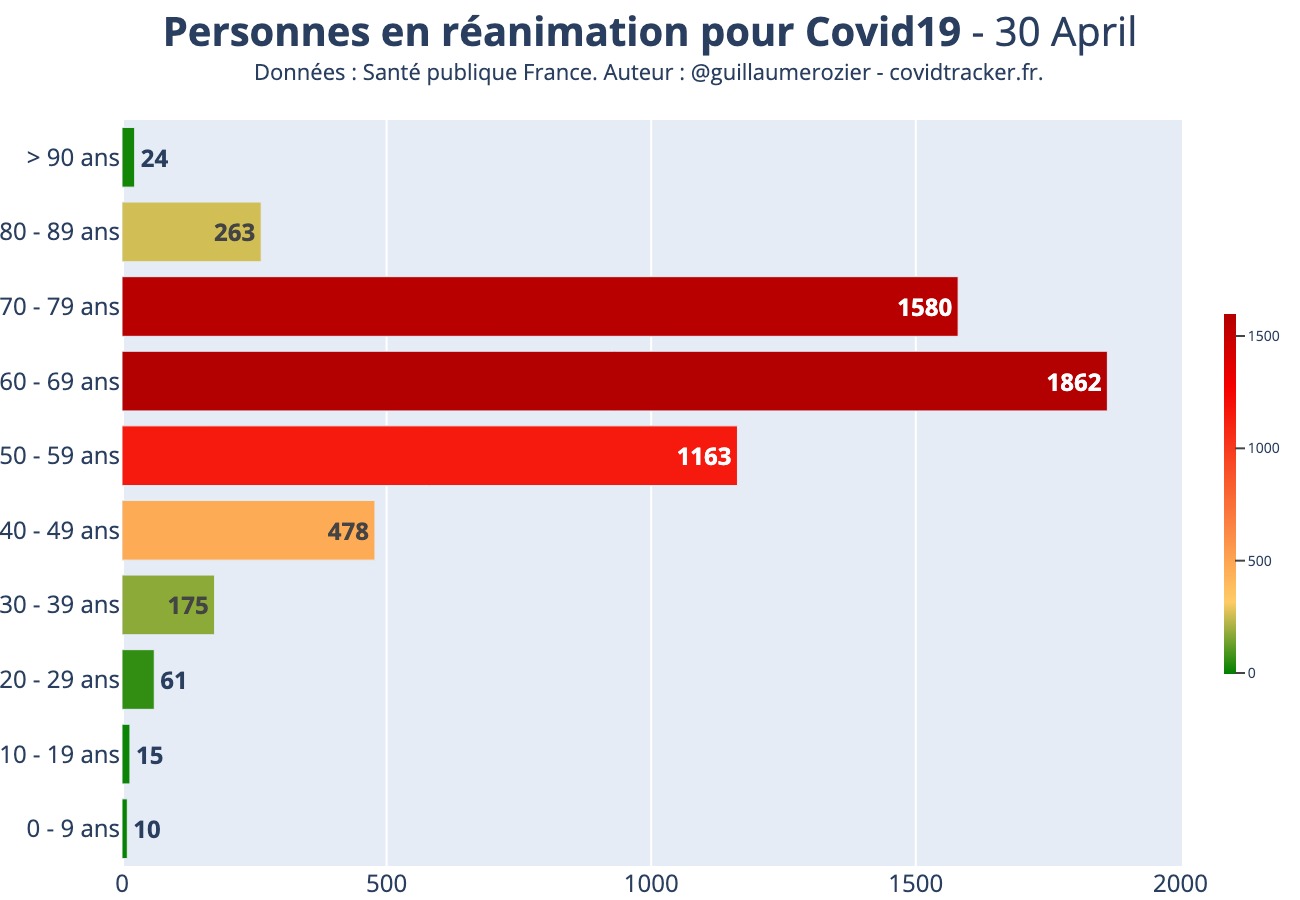 Personnes en réanimation pour Covid19 - 30 April
Données : Santé publique France. Auteur : @guillaumerozier - covidtracker.fr.
> 90 ans 24
80 - 89 ans 263
70 - 79 ans 1580
60 - 69 ans 1862
50 - 59 ans 1163
40 - 49 ans 478
30 - 39 ans 175
20 - 29 ans 61
10 - 19 ans 15
0 - 9 ans 10
0 500 1000 1500 2000
1500
1000
500
0